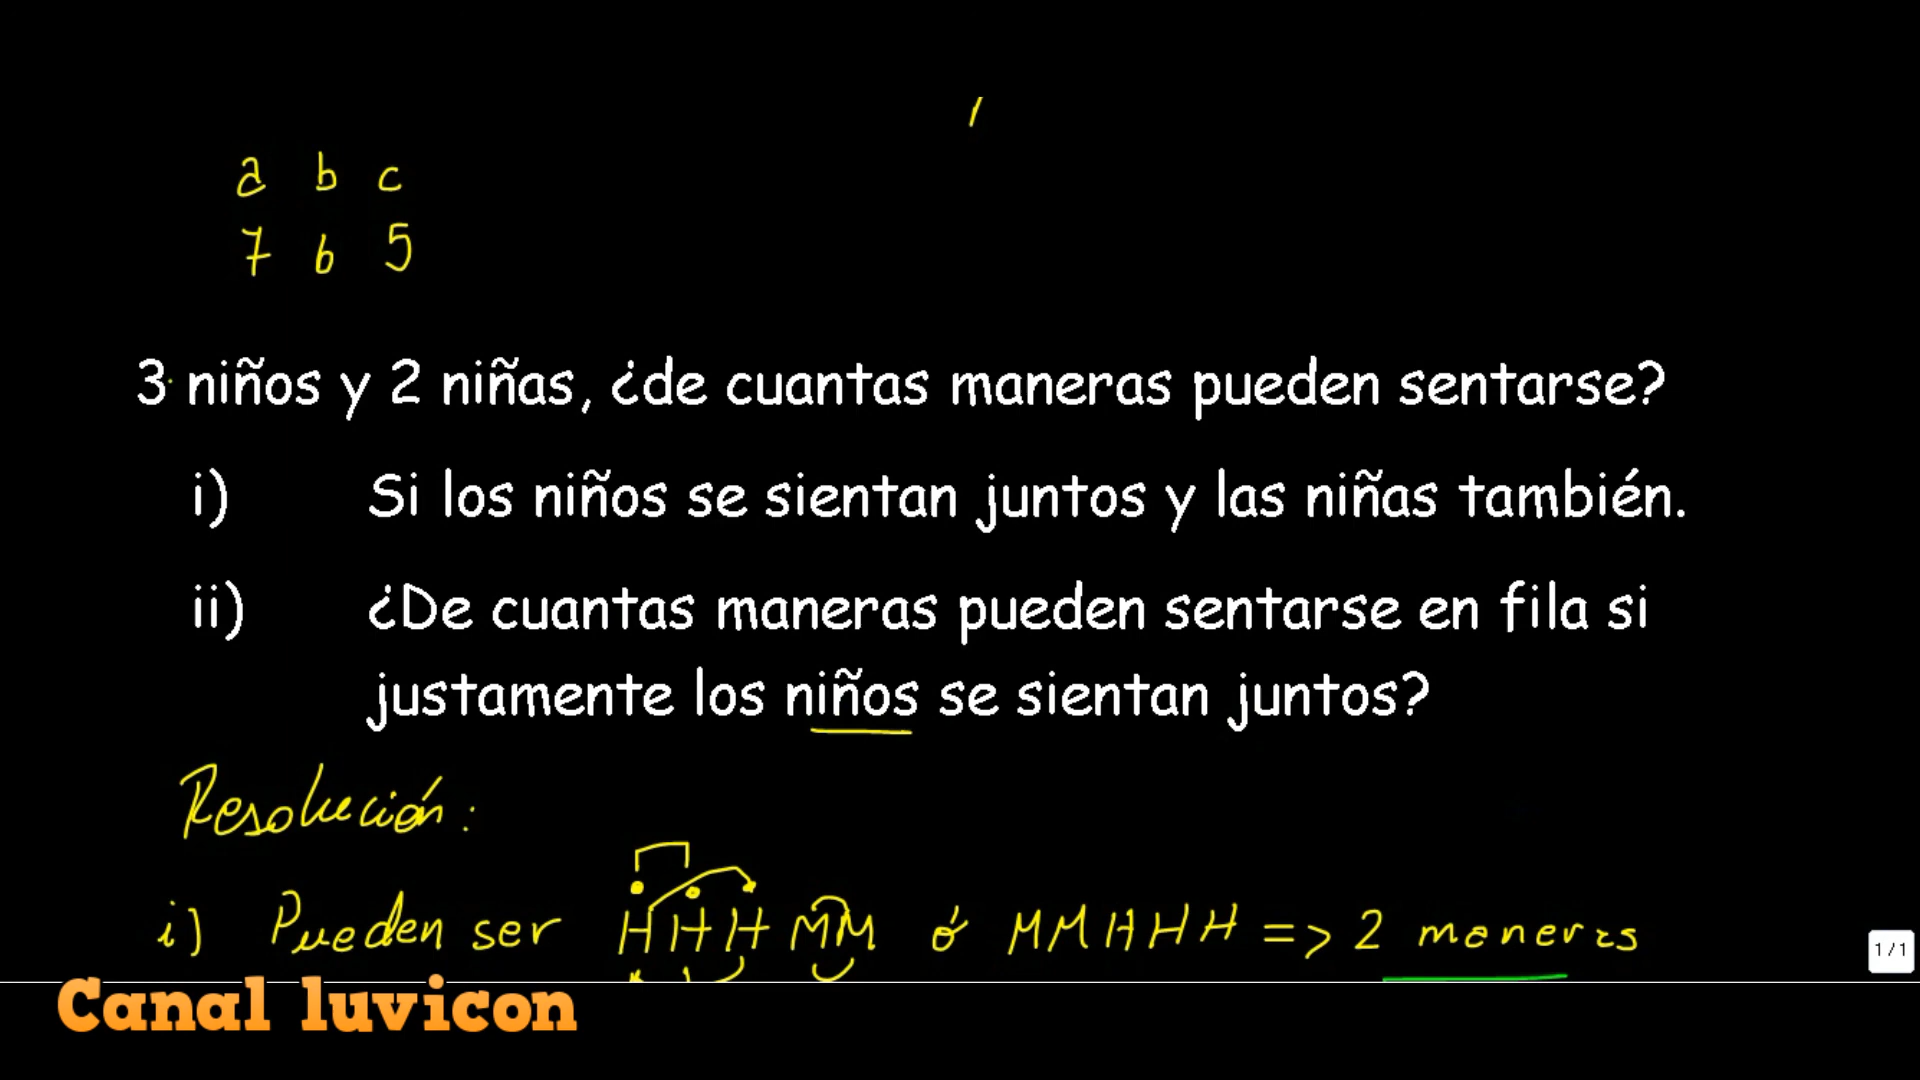 a b c
7 6 5
3 niños y 2 niñas, ¿de cuantas maneras pueden sentarse?
i) Si los niños se sientan juntos y las niñas también.
ii) ¿De cuantas maneras pueden sentarse en fila si
justamente los niños se sientan juntos?
Resolución:
i) Pueden ser HHH MM ó MMHHH => 2 maneras
1/1
Canal luvicon